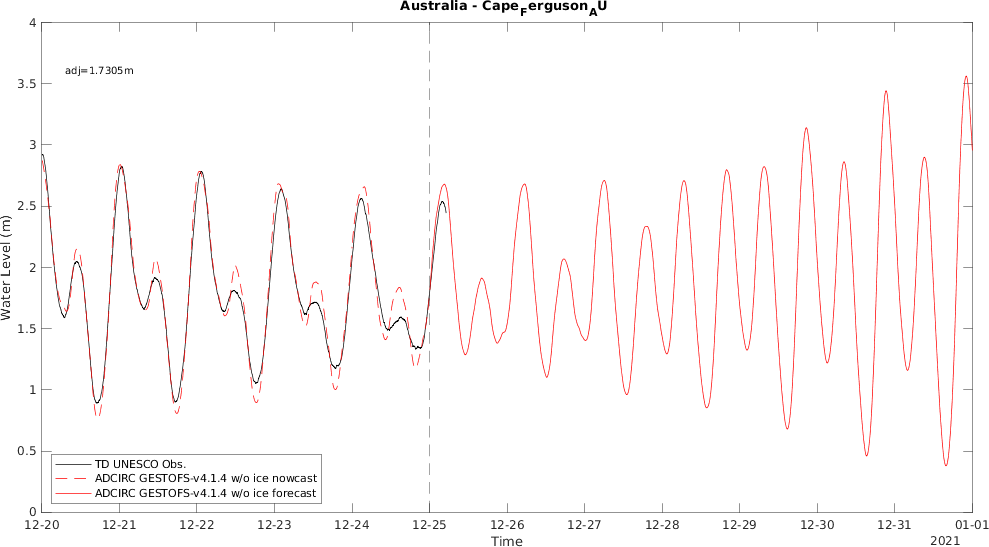 Australia - Cape_Ferguson_AU
adj=1.7305m
Water Level (m)
4
3.5
3
2.5
2
1.5
1
0.5
0
TD UNESCO Obs.
ADCIRC GESTOFS-v4.1.4 w/o ice nowcast
ADCIRC GESTOFS-v4.1.4 w/o ice forecast
12-20 12-21 12-22 12-23 12-24 12-25 12-26 12-27 12-28 12-29 12-30 12-31 01-01
Time
2021